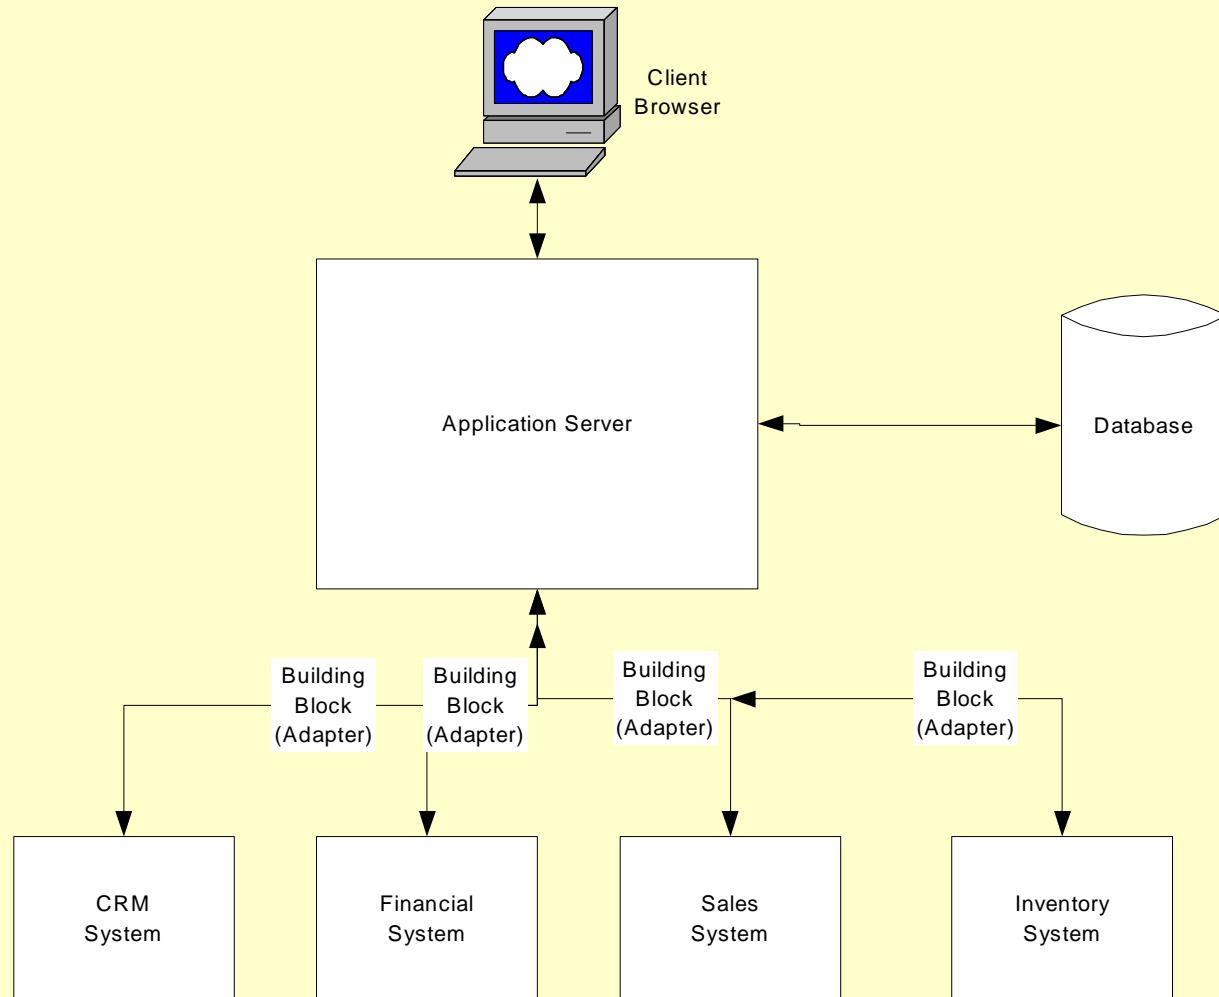 Client
Browser
Application Server
Database
Building
Block
(Adapter)
Building
Block
(Adapter)
Building
Block
(Adapter)
Building
Block
(Adapter)
CRM
System
Financial
System
Sales
System
Inventory
System